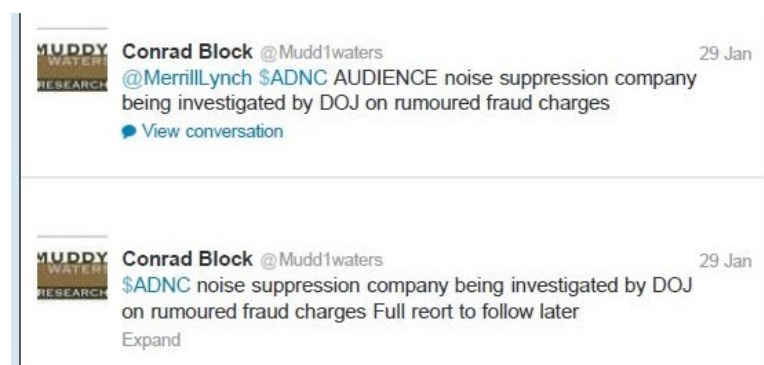 MUDDY
WATERS
RESEARCH
Conrad Block @Mudd1waters 29 Jan
@MerrillLynch $ADNC AUDIENCE noise suppression company
being investigated by DOJ on rumoured fraud charges
View conversation
MUDDY
WATERS
RESEARCH
Conrad Block @Mudd1waters 29 Jan
$ADNC noise suppression company being investigated by DOJ
on rumoured fraud charges Full reort to follow later
Expand